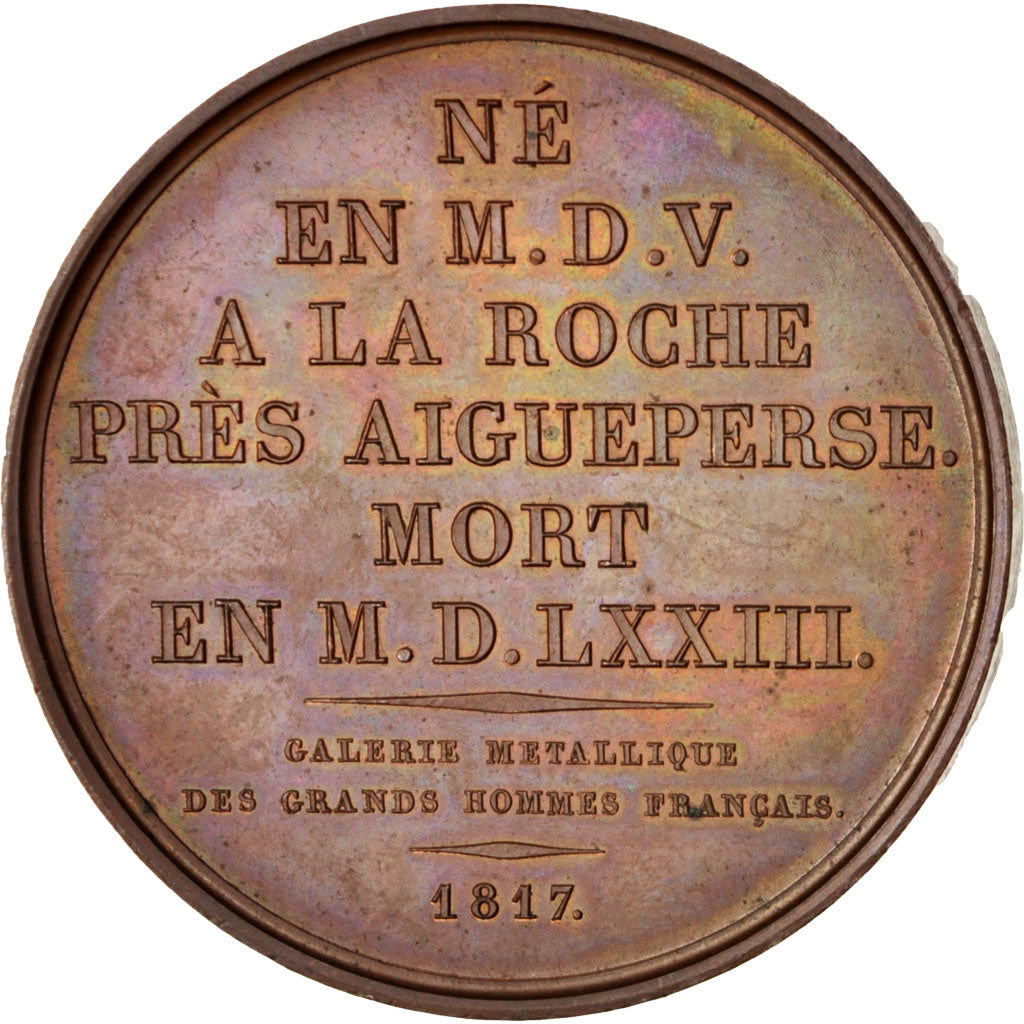 NÉ
EN M.D.V.
A LA ROCHE
PRÈS AIGUEPERSE.
MORT
EN M.D.LXXIII.
GALERIE METALLIQUE
DES GRANDS HOMMES FRANÇAIS.
1817.